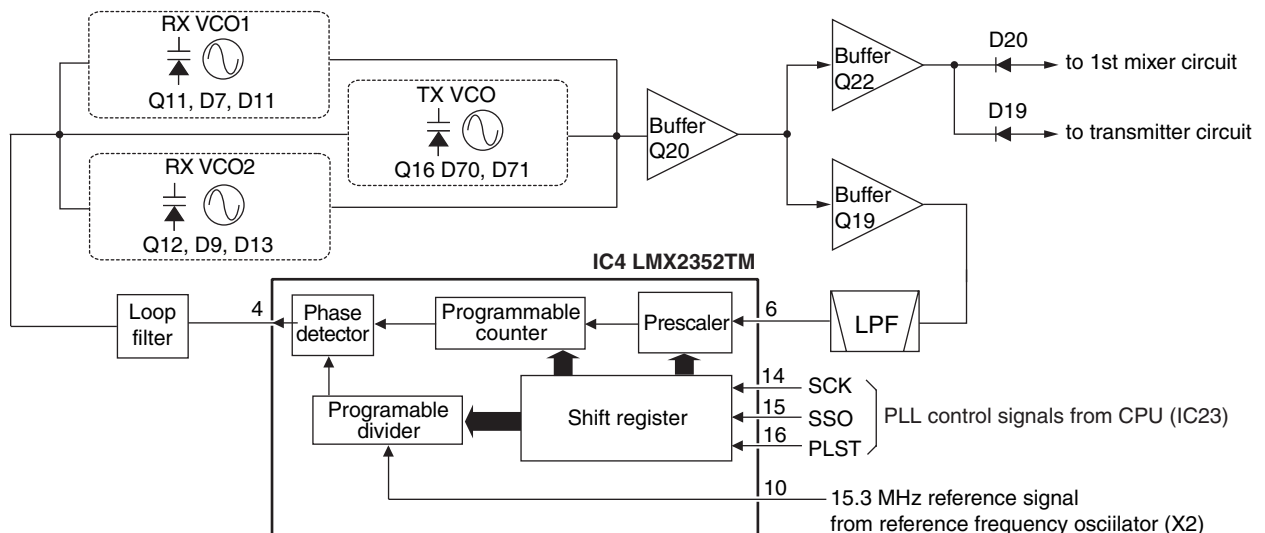 RX VCO1
Q11, D7, D11
TX VCO
Q16 D70, D71
RX VCO2
Q12, D9, D13
Buffer
Q20
Buffer
Q22
D20
to 1st mixer circuit
D19
to transmitter circuit
Buffer
Q19
IC4 LMX2352TM
Loop
filter
4
Phase
detector
Programmable
counter
Prescaler
6
LPF
Programable
divider
Shift register
14
SCK
15
SSO
16
PLST
PLL control signals from CPU (IC23)
10
15.3 MHz reference signal
from reference frequency osciilator (X2)